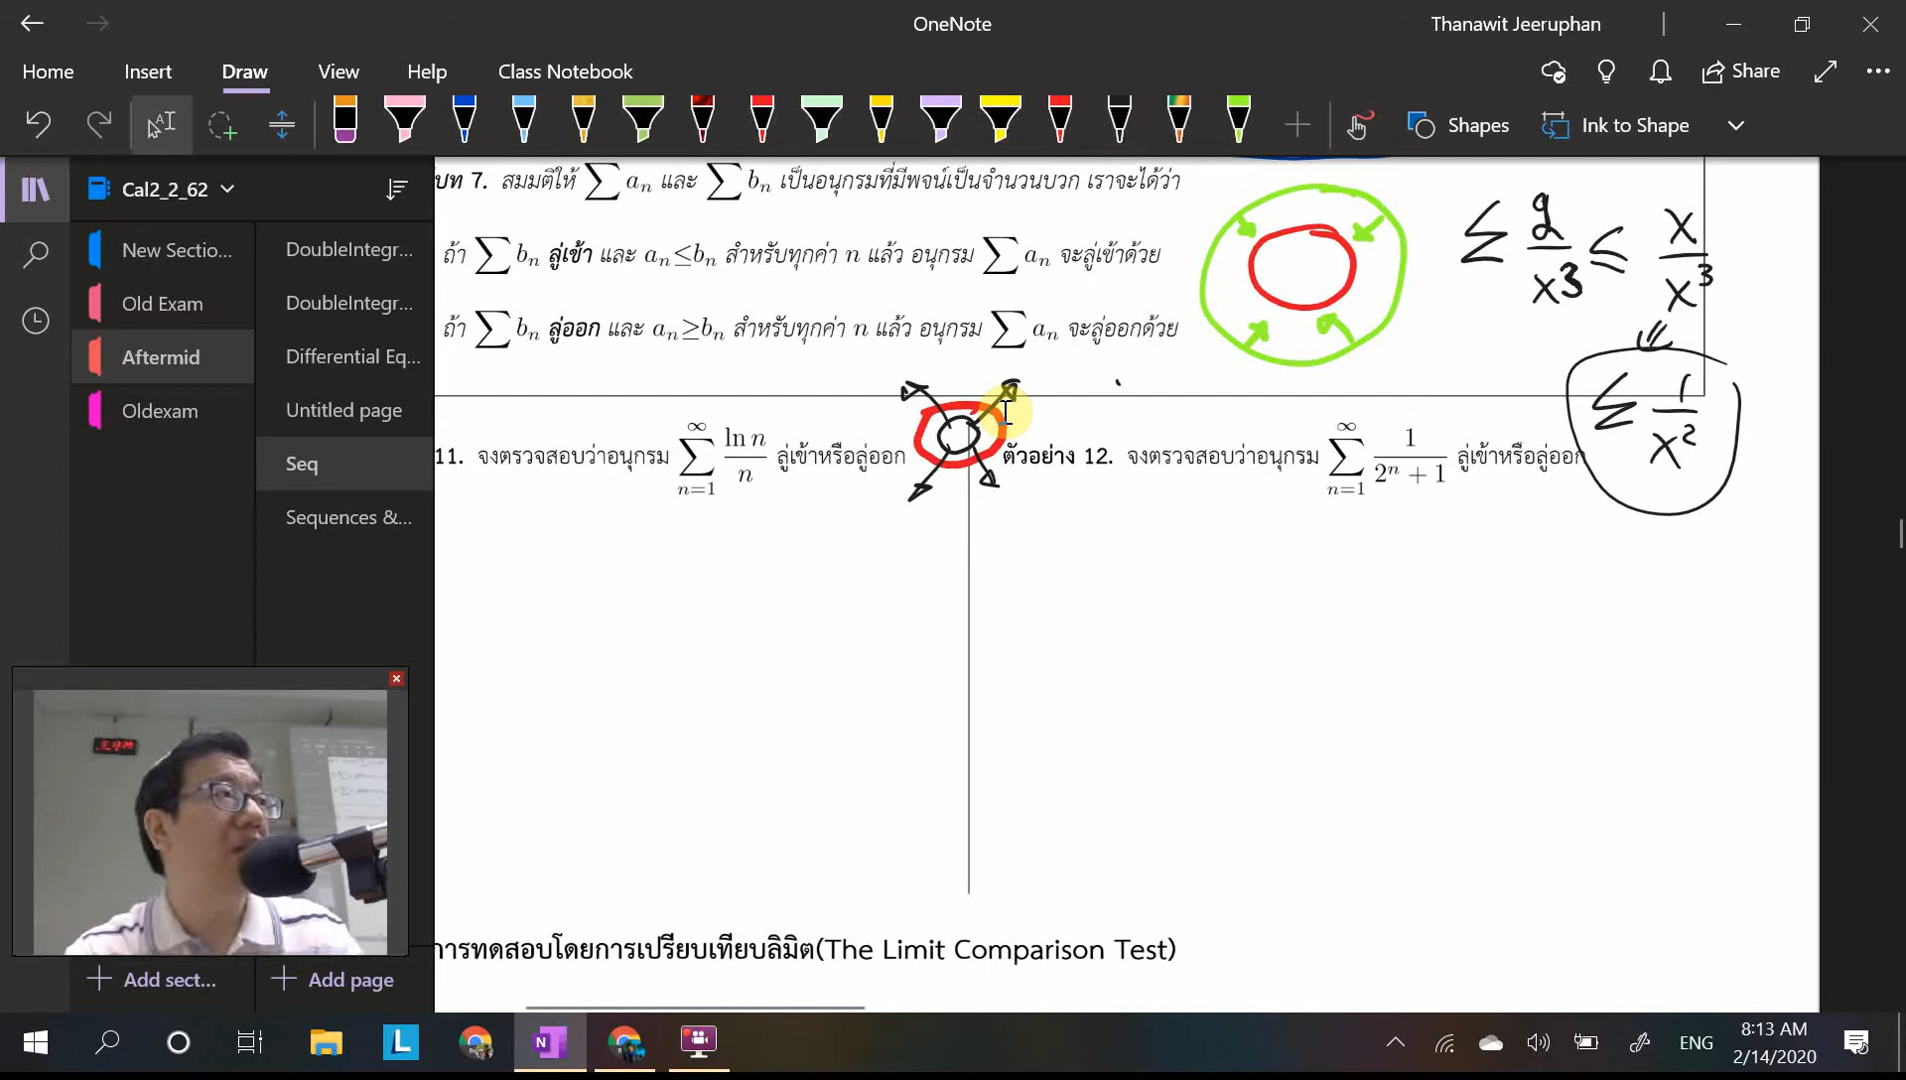 OneNote
Thanawit Jeeruphan
Home Insert Draw View Help Class Notebook
Share
Shapes
Ink to Shape
Cal2_2_62
New Sectio...
Old Exam
Aftermid
Oldexam
DoubleIntegr...
DoubleIntegr...
Differential Eq...
Untitled page
Seq
Sequences &...
บท 7. สมมติให้ ∑ aₙ และ ∑ bₙ เป็นอนุกรมที่มีพจน์เป็นจำนวนบวก เราจะได้ว่า
ถ้า ∑ bₙ ลู่เข้า และ aₙ≤bₙ สำหรับทุกค่า n แล้ว อนุกรม ∑ aₙ จะลู่เข้าด้วย
ถ้า ∑ bₙ ลู่ออก และ aₙ≥bₙ สำหรับทุกค่า n แล้ว อนุกรม ∑ aₙ จะลู่ออกด้วย
∑ 2/x³ ≤ x/x³
∑ 1/x²
11. จงตรวจสอบว่าอนุกรม ∑_{n=1}^{∞} ln n / n ลู่เข้าหรือลู่ออก
ตัวอย่าง 12. จงตรวจสอบว่าอนุกรม ∑_{n=1}^{∞} 1/(2ⁿ + 1) ลู่เข้าหรือลู่ออก
การทดสอบโดยการเปรียบเทียบลิมิต(The Limit Comparison Test)
Add sect...
Add page
ENG
8:13 AM
2/14/2020